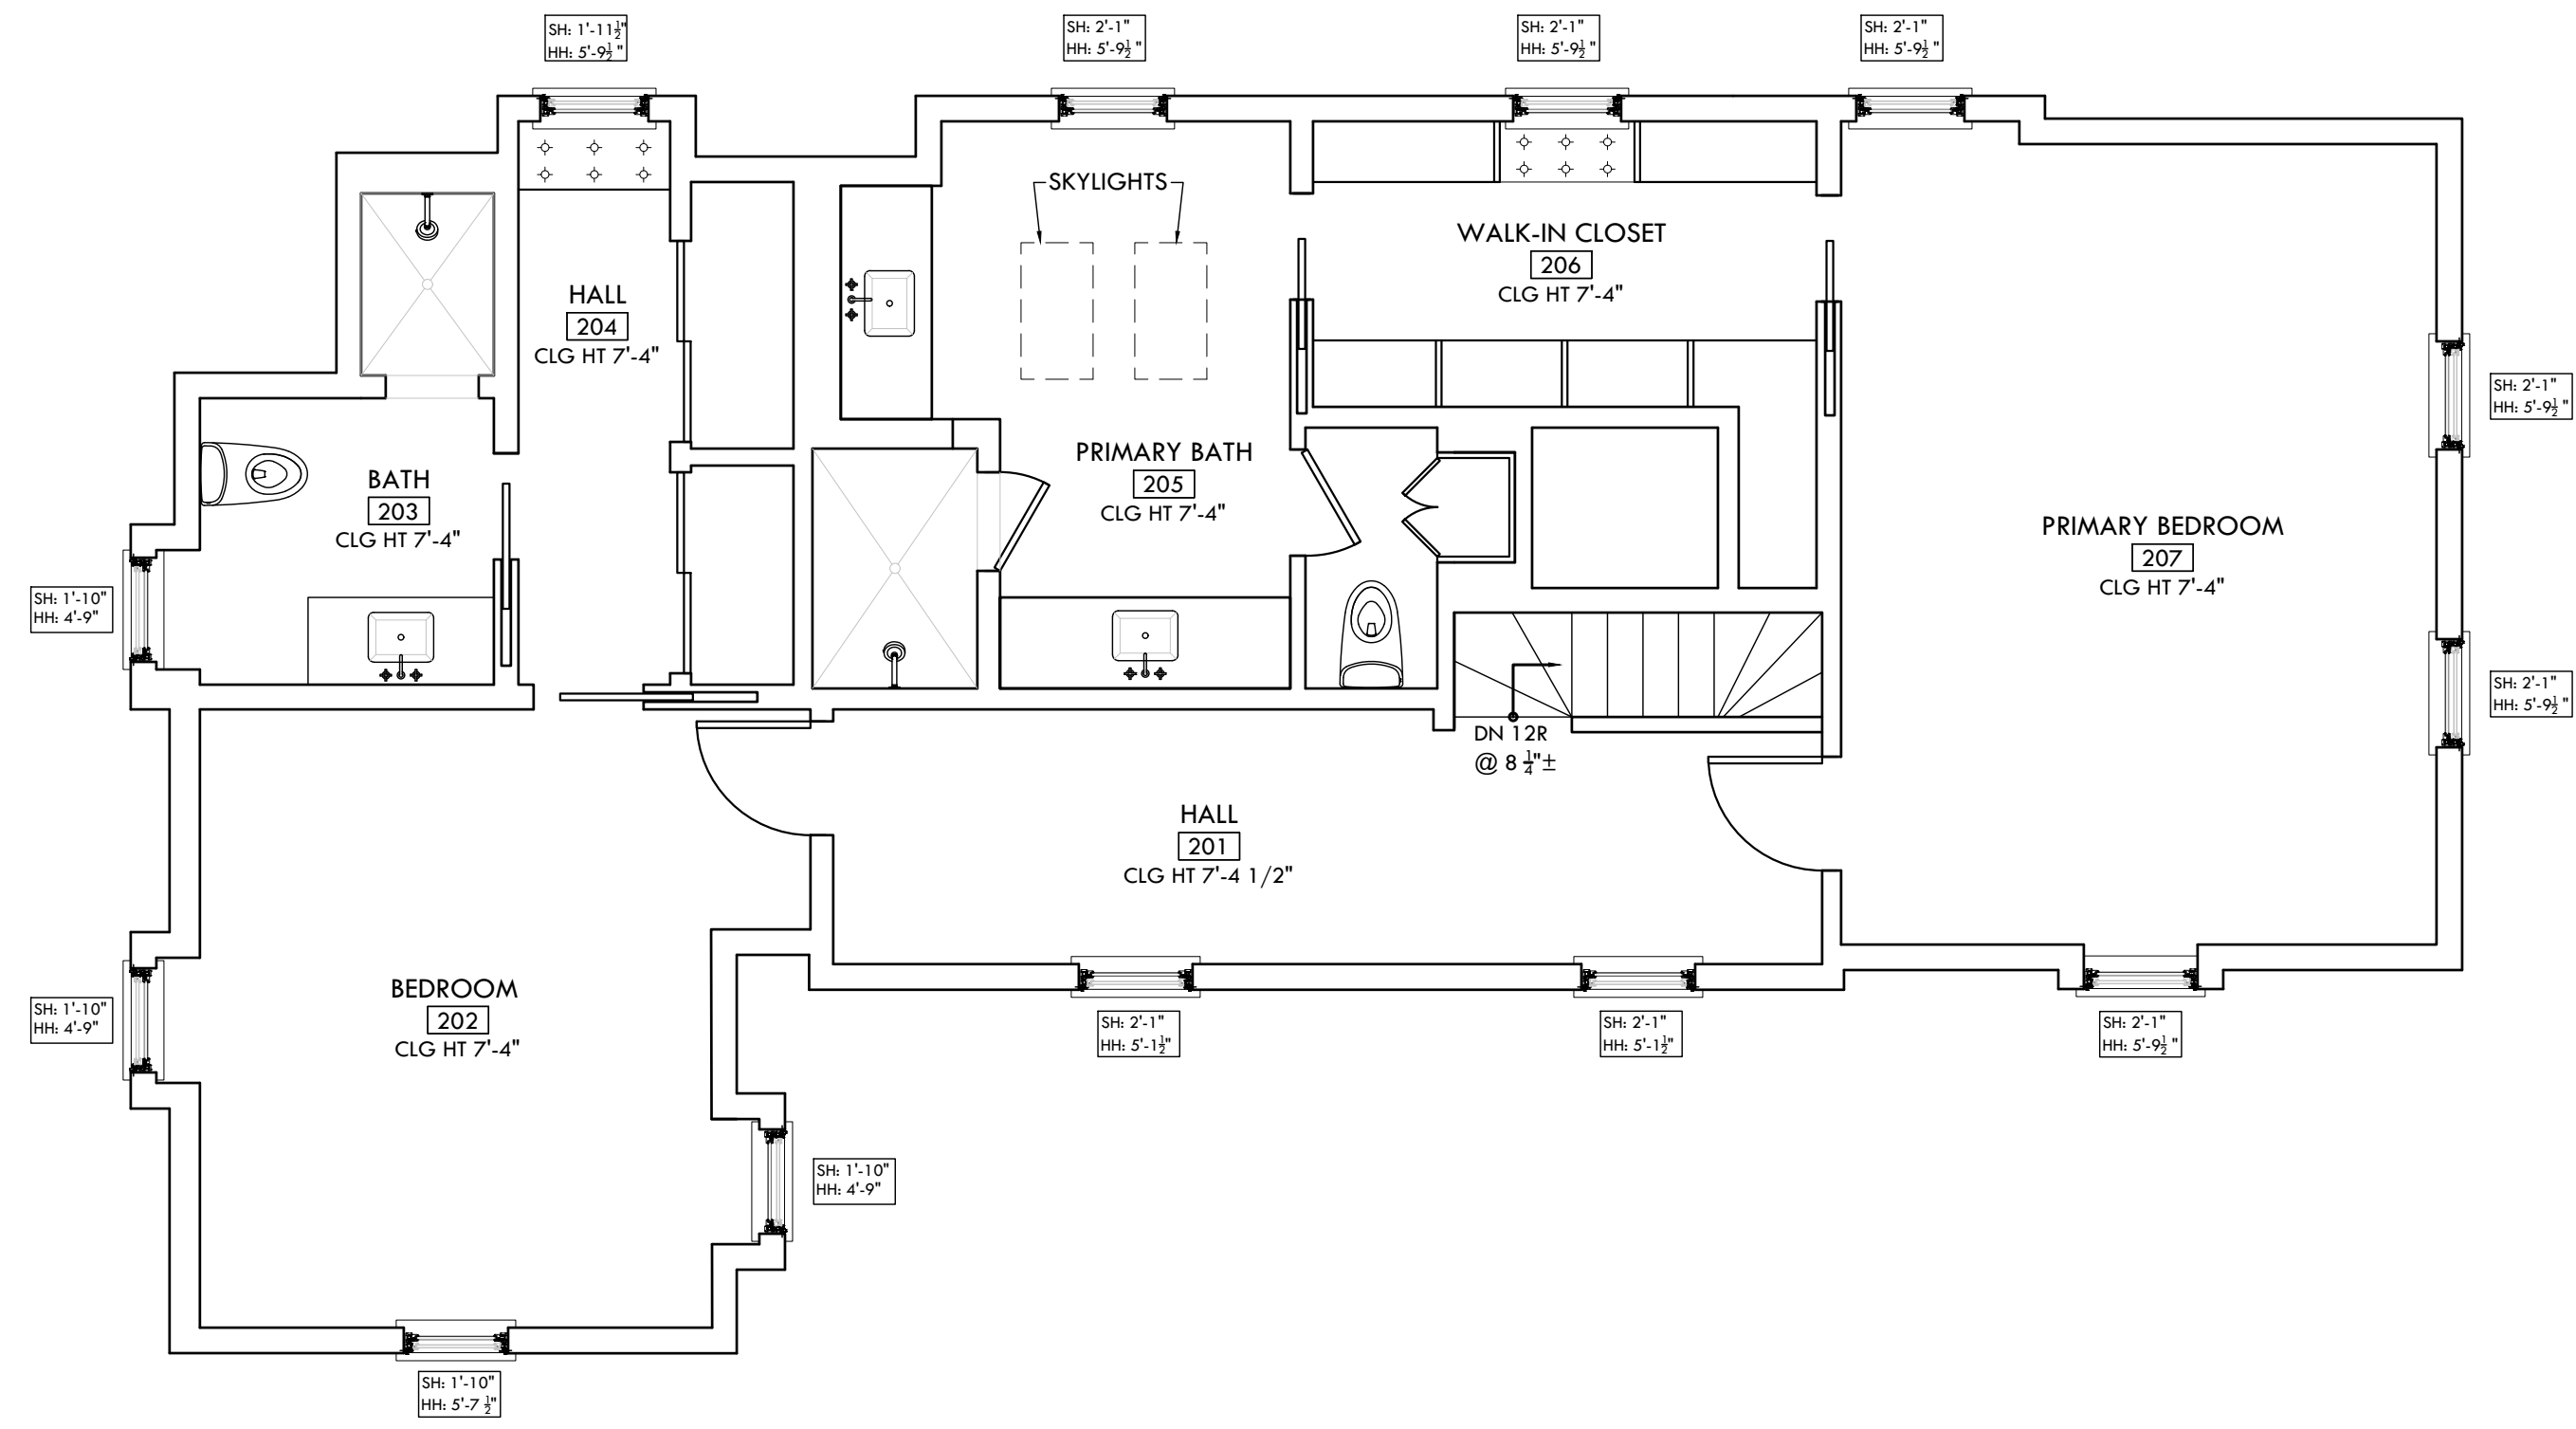 SH: 1'-11½"
HH: 5'-9½"
SH: 2'-1"
HH: 5'-9½"
SH: 2'-1"
HH: 5'-9½"
SH: 2'-1"
HH: 5'-9½"
SKYLIGHTS
WALK-IN CLOSET
206
CLG HT 7'-4"
HALL
204
CLG HT 7'-4"
SH: 2'-1"
HH: 5'-9½"
BATH
203
CLG HT 7'-4"
PRIMARY BATH
205
CLG HT 7'-4"
PRIMARY BEDROOM
207
CLG HT 7'-4"
SH: 1'-10"
HH: 4'-9"
SH: 2'-1"
HH: 5'-9½"
DN 12R
@ 8 ¼"±
HALL
201
CLG HT 7'-4 1/2"
BEDROOM
202
CLG HT 7'-4"
SH: 1'-10"
HH: 4'-9"
SH: 2'-1"
HH: 5'-1½"
SH: 2'-1"
HH: 5'-1½"
SH: 2'-1"
HH: 5'-9½"
SH: 1'-10"
HH: 4'-9"
SH: 1'-10"
HH: 5'-7 ½"